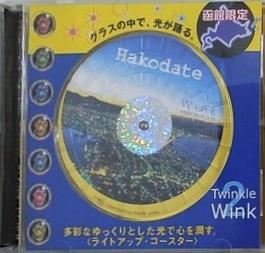 グラスの中で、光が踊る。
函館限定
Hakodate
Wink
Twinkle
Wink 2
多彩なゆっくりとした光で心を潤す。
〈ライトアップ・コースター〉